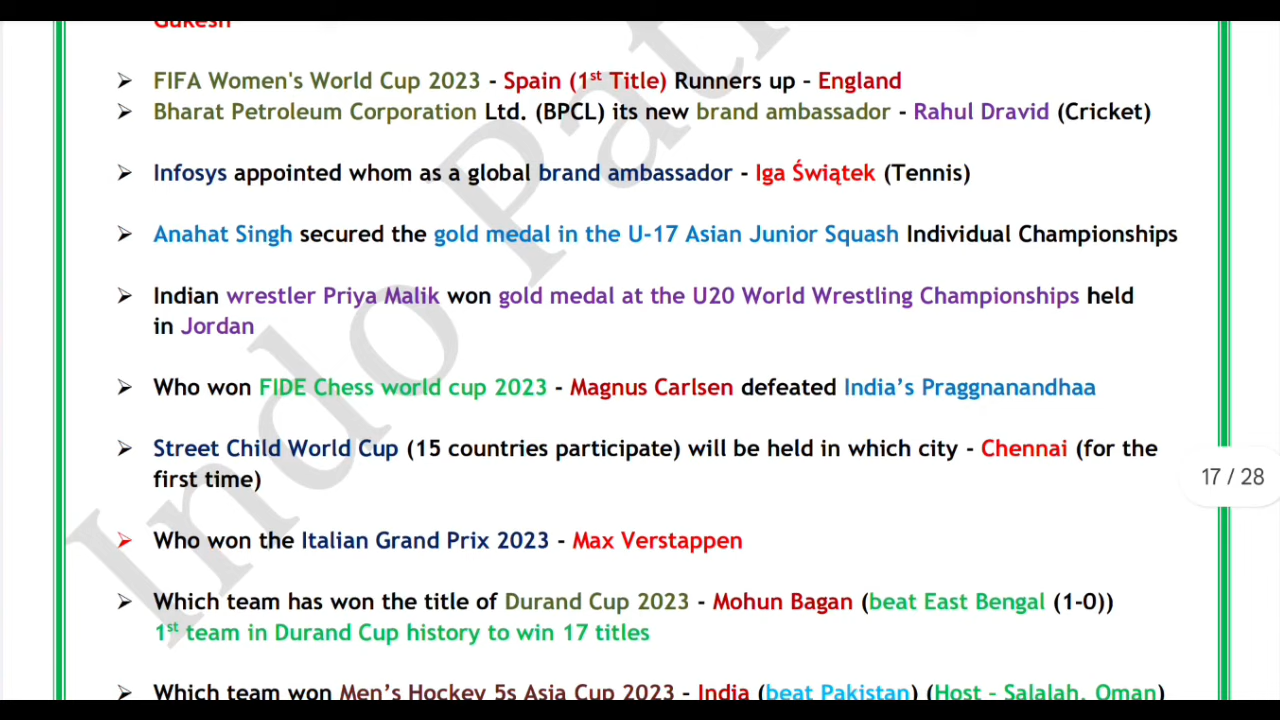 Gukesh
➢ FIFA Women's World Cup 2023 - Spain (1st Title) Runners up – England
➢ Bharat Petroleum Corporation Ltd. (BPCL) its new brand ambassador - Rahul Dravid (Cricket)
➢ Infosys appointed whom as a global brand ambassador - Iga Świątek (Tennis)
➢ Anahat Singh secured the gold medal in the U-17 Asian Junior Squash Individual Championships
➢ Indian wrestler Priya Malik won gold medal at the U20 World Wrestling Championships held
in Jordan
➢ Who won FIDE Chess world cup 2023 - Magnus Carlsen defeated India’s Praggnanandhaa
➢ Street Child World Cup (15 countries participate) will be held in which city - Chennai (for the
first time)
17 / 28
➢ Who won the Italian Grand Prix 2023 - Max Verstappen
➢ Which team has won the title of Durand Cup 2023 - Mohun Bagan (beat East Bengal (1-0))
1st team in Durand Cup history to win 17 titles
➢ Which team won Men’s Hockey 5s Asia Cup 2023 - India (beat Pakistan) (Host – Salalah, Oman)
Indo Pati